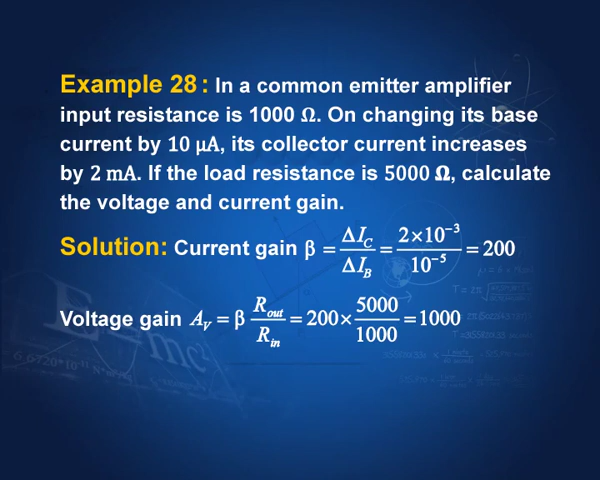 Example 28 : In a common emitter amplifier
input resistance is 1000 Ω. On changing its base
current by 10 μA, its collector current increases
by 2 mA. If the load resistance is 5000 Ω, calculate
the voltage and current gain.
Solution: Current gain β = ΔI_C / ΔI_B = 2×10⁻³ / 10⁻⁵ = 200
Voltage gain A_V = β R_out / R_in = 200 × 5000 / 1000 = 1000